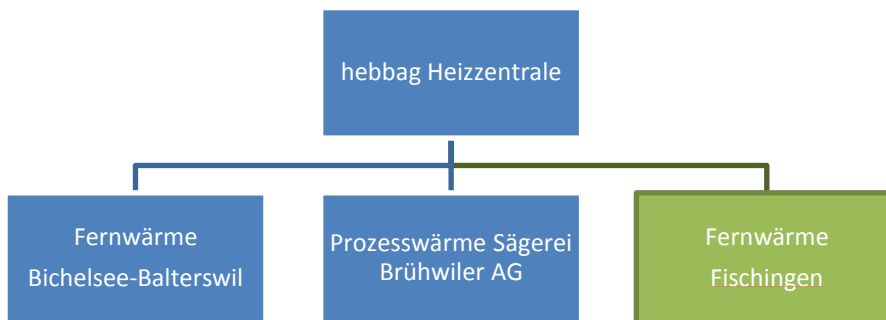 hebbag Heizzentrale
Fernwärme
Bichelsee-Balterswil
Prozesswärme Sägerei
Brühwiler AG
Fernwärme
Fischingen